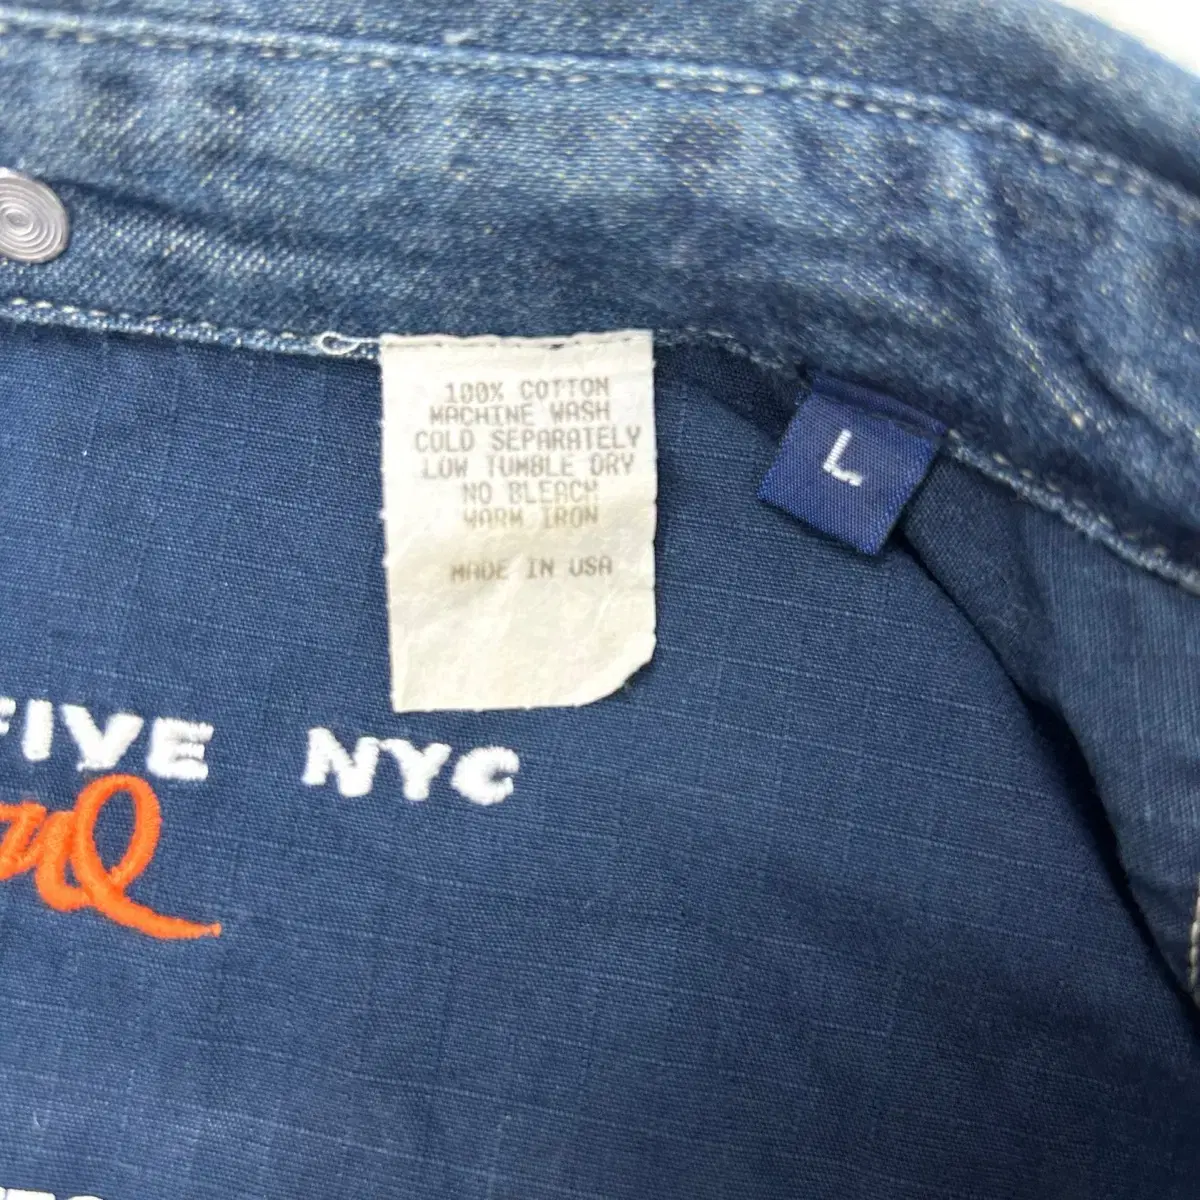 100% COTTON
MACHINE WASH
COLD SEPARATELY
LOW TUMBLE DRY
NO BLEACH
WARM IRON
MADE IN USA
L
FIVE NYC